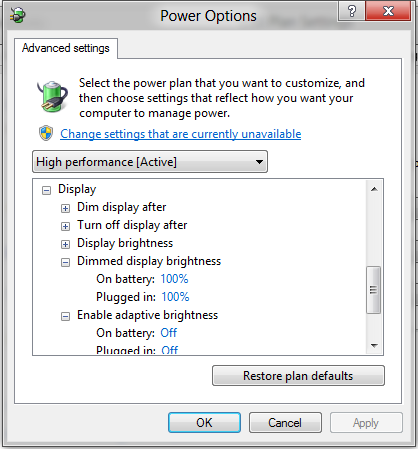 Power Options
Advanced settings
Select the power plan that you want to customize, and
then choose settings that reflect how you want your
computer to manage power.
Change settings that are currently unavailable
High performance [Active]
Display
Dim display after
Turn off display after
Display brightness
Dimmed display brightness
On battery: 100%
Plugged in: 100%
Enable adaptive brightness
On battery: Off
Plugged in: Off
Restore plan defaults
OK Cancel Apply